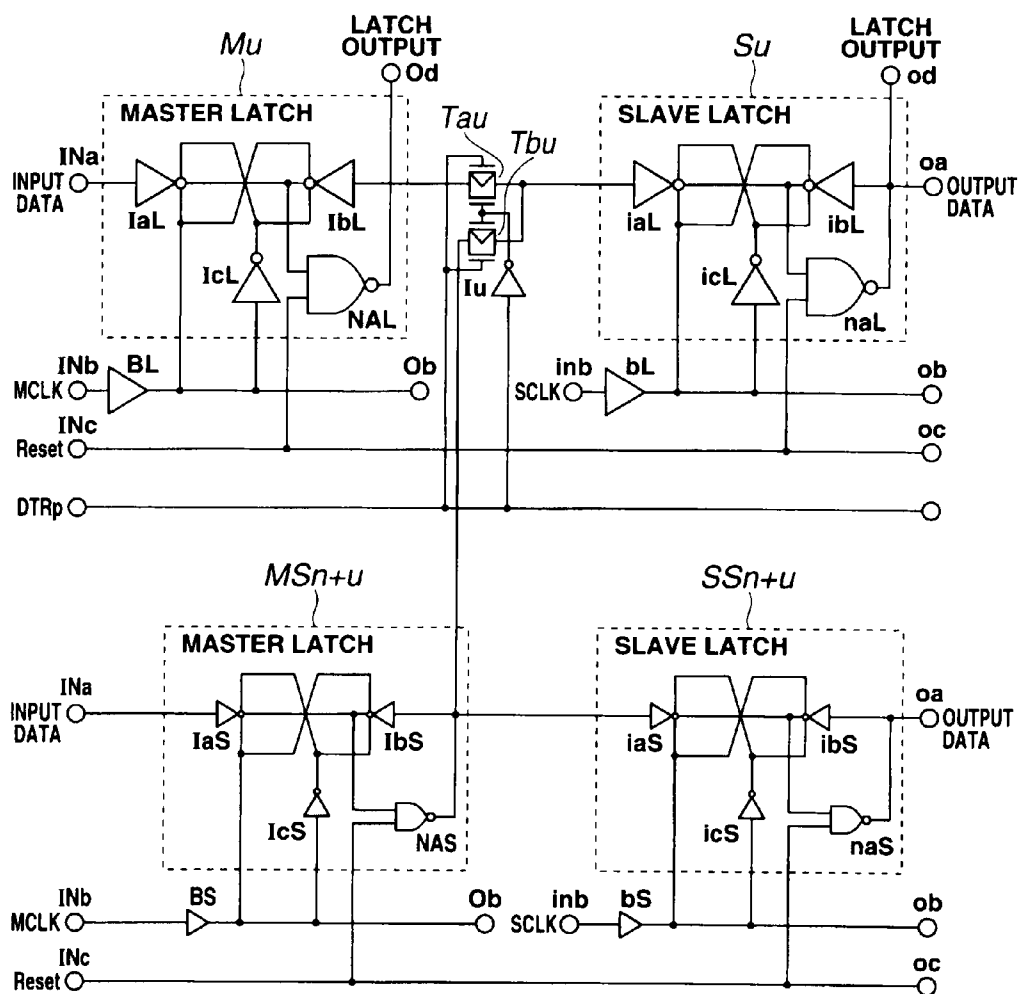 LATCH
OUTPUT
Od
LATCH
OUTPUT
od
Mu
Su
MASTER LATCH
Tau
Tbu
SLAVE LATCH
INa
INPUT
DATA
IaL
IbL
IcL
NAL
Iu
iaL
ibL
icL
naL
oa
OUTPUT
DATA
INb
MCLK
BL
Ob
inb
SCLK
bL
ob
INc
Reset
oc
DTRp
MSn+u
SSn+u
MASTER LATCH
SLAVE LATCH
INa
INPUT
DATA
IaS
IbS
IcS
NAS
iaS
ibS
icS
naS
oa
OUTPUT
DATA
INb
MCLK
BS
Ob
inb
SCLK
bS
ob
INc
Reset
oc